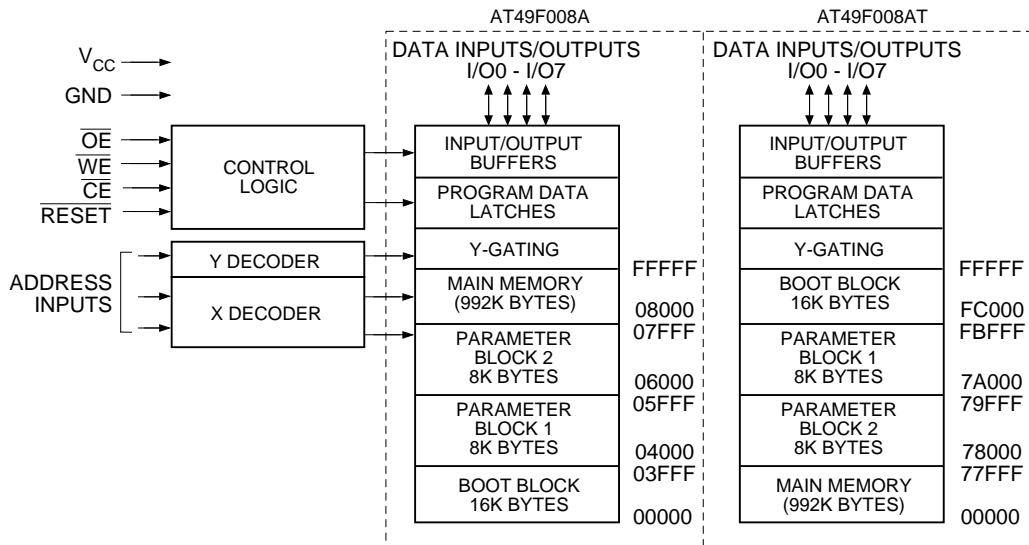 AT49F008A
AT49F008AT
VCC
GND
OE
WE
CE
RESET
ADDRESS
INPUTS
CONTROL
LOGIC
Y DECODER
X DECODER
DATA INPUTS/OUTPUTS
I/O0 - I/O7
INPUT/OUTPUT
BUFFERS
PROGRAM DATA
LATCHES
Y-GATING
MAIN MEMORY
(992K BYTES)
PARAMETER
BLOCK 2
8K BYTES
PARAMETER
BLOCK 1
8K BYTES
BOOT BLOCK
16K BYTES
FFFFF
08000
07FFF
06000
05FFF
04000
03FFF
00000
DATA INPUTS/OUTPUTS
I/O0 - I/O7
INPUT/OUTPUT
BUFFERS
PROGRAM DATA
LATCHES
Y-GATING
BOOT BLOCK
16K BYTES
PARAMETER
BLOCK 1
8K BYTES
PARAMETER
BLOCK 2
8K BYTES
MAIN MEMORY
(992K BYTES)
FFFFF
FC000
FBFFF
7A000
79FFF
78000
77FFF
00000